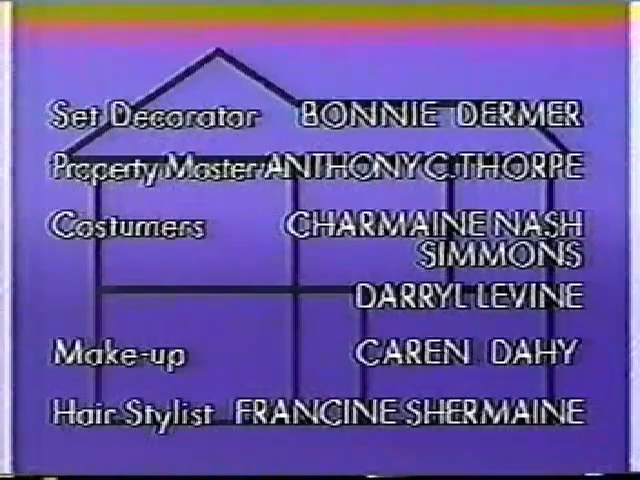 Set Decorator BONNIE DERMER
Property Master ANTHONY C. THORPE
Costumers CHARMAINE NASH
SIMMONS
DARRYL LEVINE
Make-up CAREN DAHY
Hair Stylist FRANCINE SHERMAINE